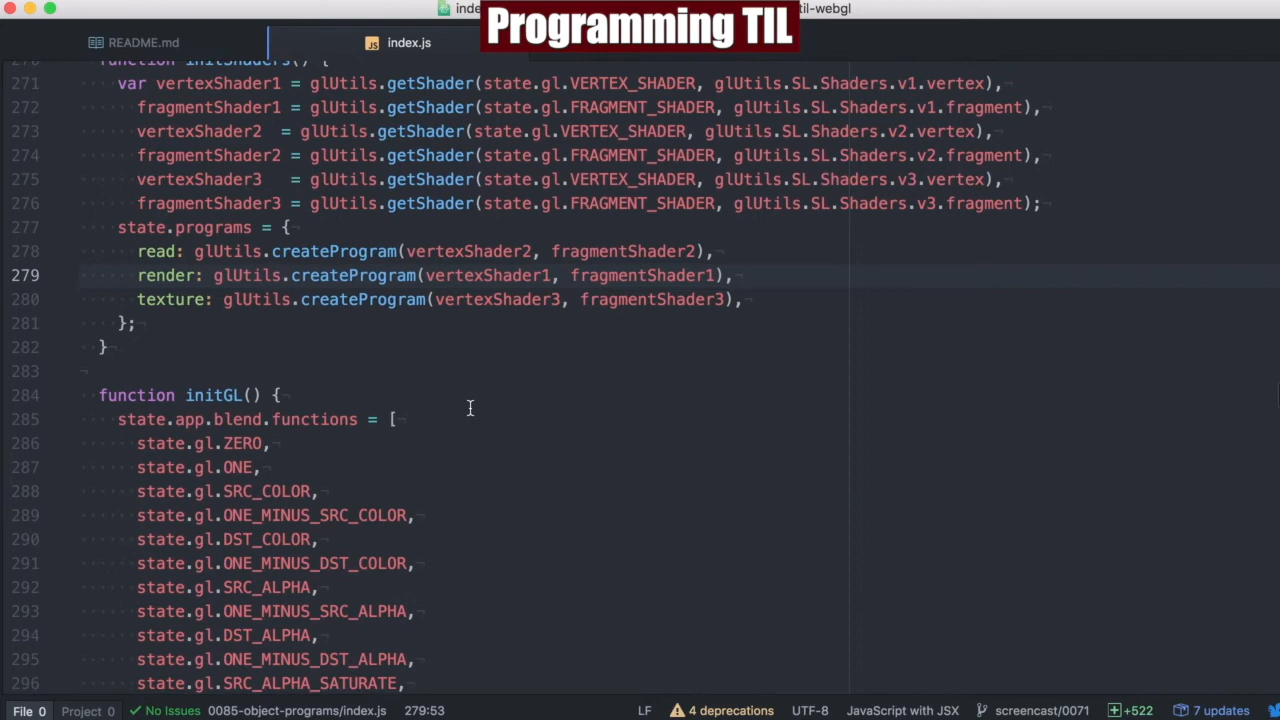 inde
Programming TIL
til-webgl
README.md
JS index.js
270 function initShaders() {
271 var vertexShader1 = glUtils.getShader(state.gl.VERTEX_SHADER, glUtils.SL.Shaders.v1.vertex),
272 fragmentShader1 = glUtils.getShader(state.gl.FRAGMENT_SHADER, glUtils.SL.Shaders.v1.fragment),
273 vertexShader2 = glUtils.getShader(state.gl.VERTEX_SHADER, glUtils.SL.Shaders.v2.vertex),
274 fragmentShader2 = glUtils.getShader(state.gl.FRAGMENT_SHADER, glUtils.SL.Shaders.v2.fragment),
275 vertexShader3 = glUtils.getShader(state.gl.VERTEX_SHADER, glUtils.SL.Shaders.v3.vertex),
276 fragmentShader3 = glUtils.getShader(state.gl.FRAGMENT_SHADER, glUtils.SL.Shaders.v3.fragment);
277 state.programs = {
278 read: glUtils.createProgram(vertexShader2, fragmentShader2),
279 render: glUtils.createProgram(vertexShader1, fragmentShader1),
280 texture: glUtils.createProgram(vertexShader3, fragmentShader3),
281 };
282 }
283
284 function initGL() {
285 state.app.blend.functions = [
286 state.gl.ZERO,
287 state.gl.ONE,
288 state.gl.SRC_COLOR,
289 state.gl.ONE_MINUS_SRC_COLOR,
290 state.gl.DST_COLOR,
291 state.gl.ONE_MINUS_DST_COLOR,
292 state.gl.SRC_ALPHA,
293 state.gl.ONE_MINUS_SRC_ALPHA,
294 state.gl.DST_ALPHA,
295 state.gl.ONE_MINUS_DST_ALPHA,
296 state.gl.SRC_ALPHA_SATURATE,
File 0 Project 0 No Issues 0085-object-programs/index.js 279:53 LF 4 deprecations UTF-8 JavaScript with JSX screencast/0071 +522 7 updates